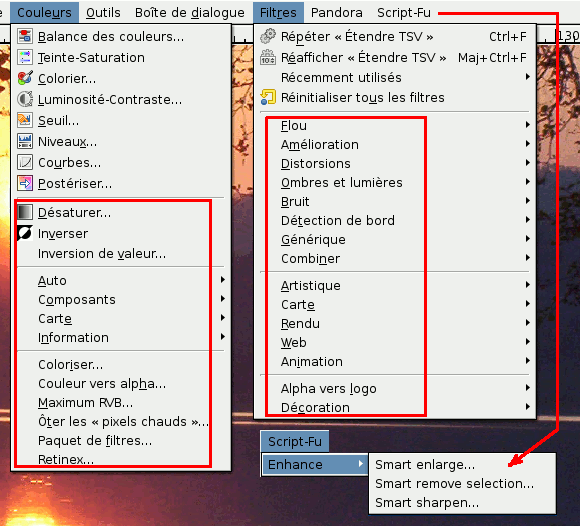 Couleurs Outils Boîte de dialogue Filtres Pandora Script-Fu
Balance des couleurs...
Teinte-Saturation
Colorier...
Luminosité-Contraste...
Seuil...
Niveaux...
Courbes...
Postériser...
Désaturer...
Inverser
Inversion de valeur...
Auto
Composants
Carte
Information
Coloriser...
Couleur vers alpha...
Maximum RVB...
Ôter les « pixels chauds »...
Paquet de filtres...
Retinex...
130
Répéter « Étendre TSV » Ctrl+F
Réafficher « Étendre TSV » Maj+Ctrl+F
Récemment utilisés
Réinitialiser tous les filtres
Flou
Amélioration
Distorsions
Ombres et lumières
Bruit
Détection de bord
Générique
Combiner
Artistique
Carte
Rendu
Web
Animation
Alpha vers logo
Décoration
Script-Fu
Enhance
Smart enlarge...
Smart remove selection...
Smart sharpen...